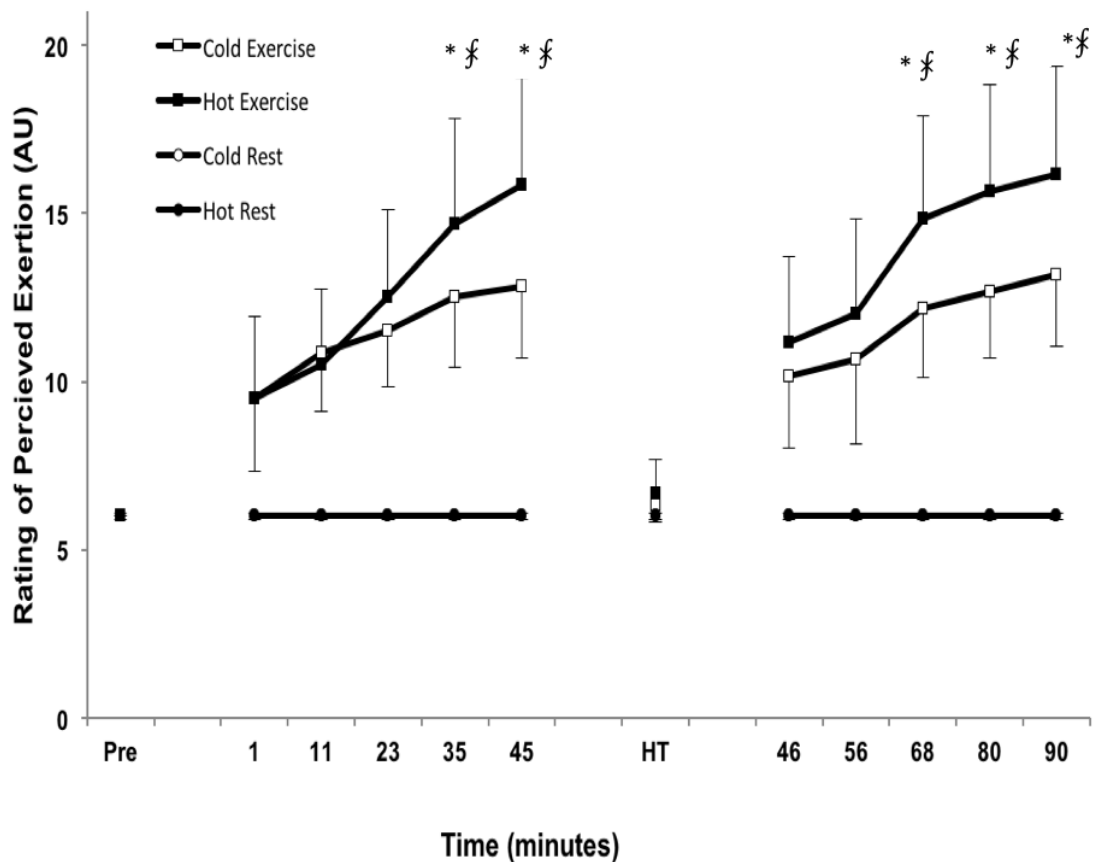 20
15
10
5
0
Rating of Percieved Exertion (AU)
Cold Exercise
Hot Exercise
Cold Rest
Hot Rest
* ∱ * ∱ * ∱ * ∱ *∱
Pre 1 11 23 35 45 HT 46 56 68 80 90
Time (minutes)